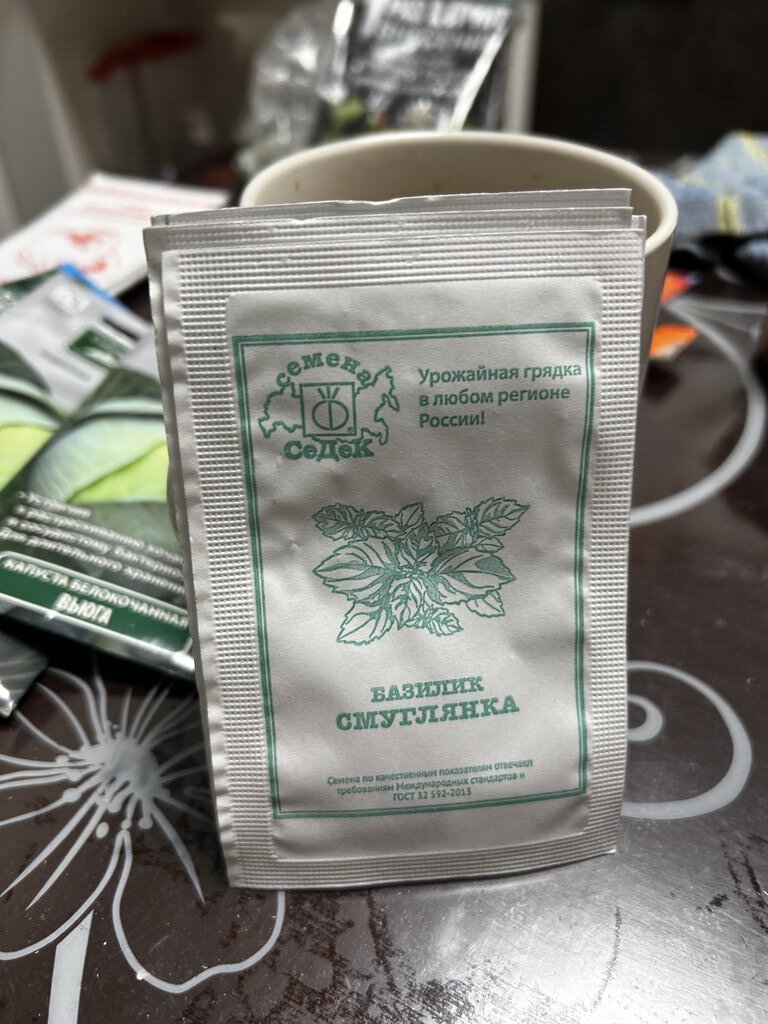 семена
СеДеК
Урожайная грядка
в любом регионе
России!
БАЗИЛИК
СМУГЛЯНКА
Семена по качественным показателям отвечают
требованиям Международных стандартов и
ГОСТ 32 592-2013
КАПУСТА БЕЛОКОЧАННАЯ
ВЬЮГА